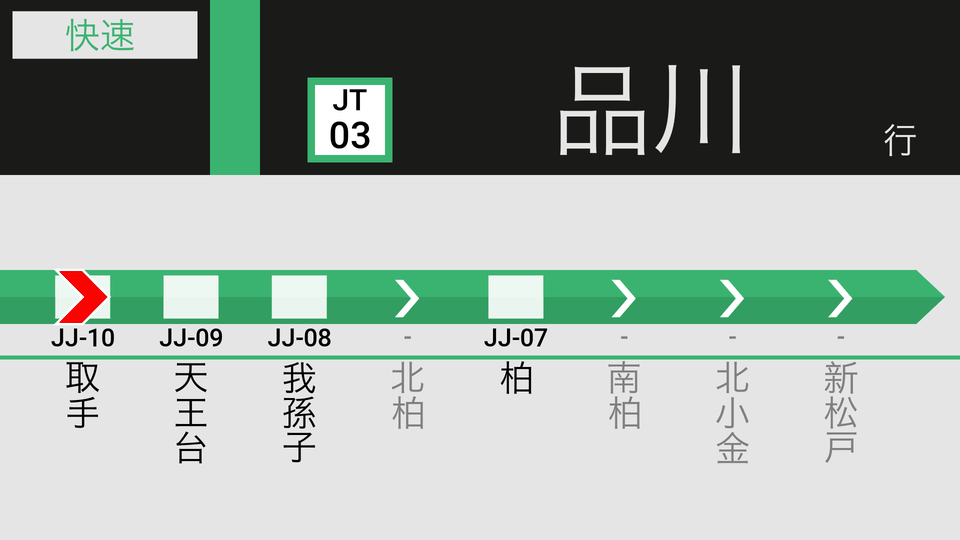 快速
JT
03
品川
行
JJ-10
JJ-09
JJ-08
-
JJ-07
-
-
-
取手
天王台
我孫子
北柏
柏
南柏
北小金
新松戸